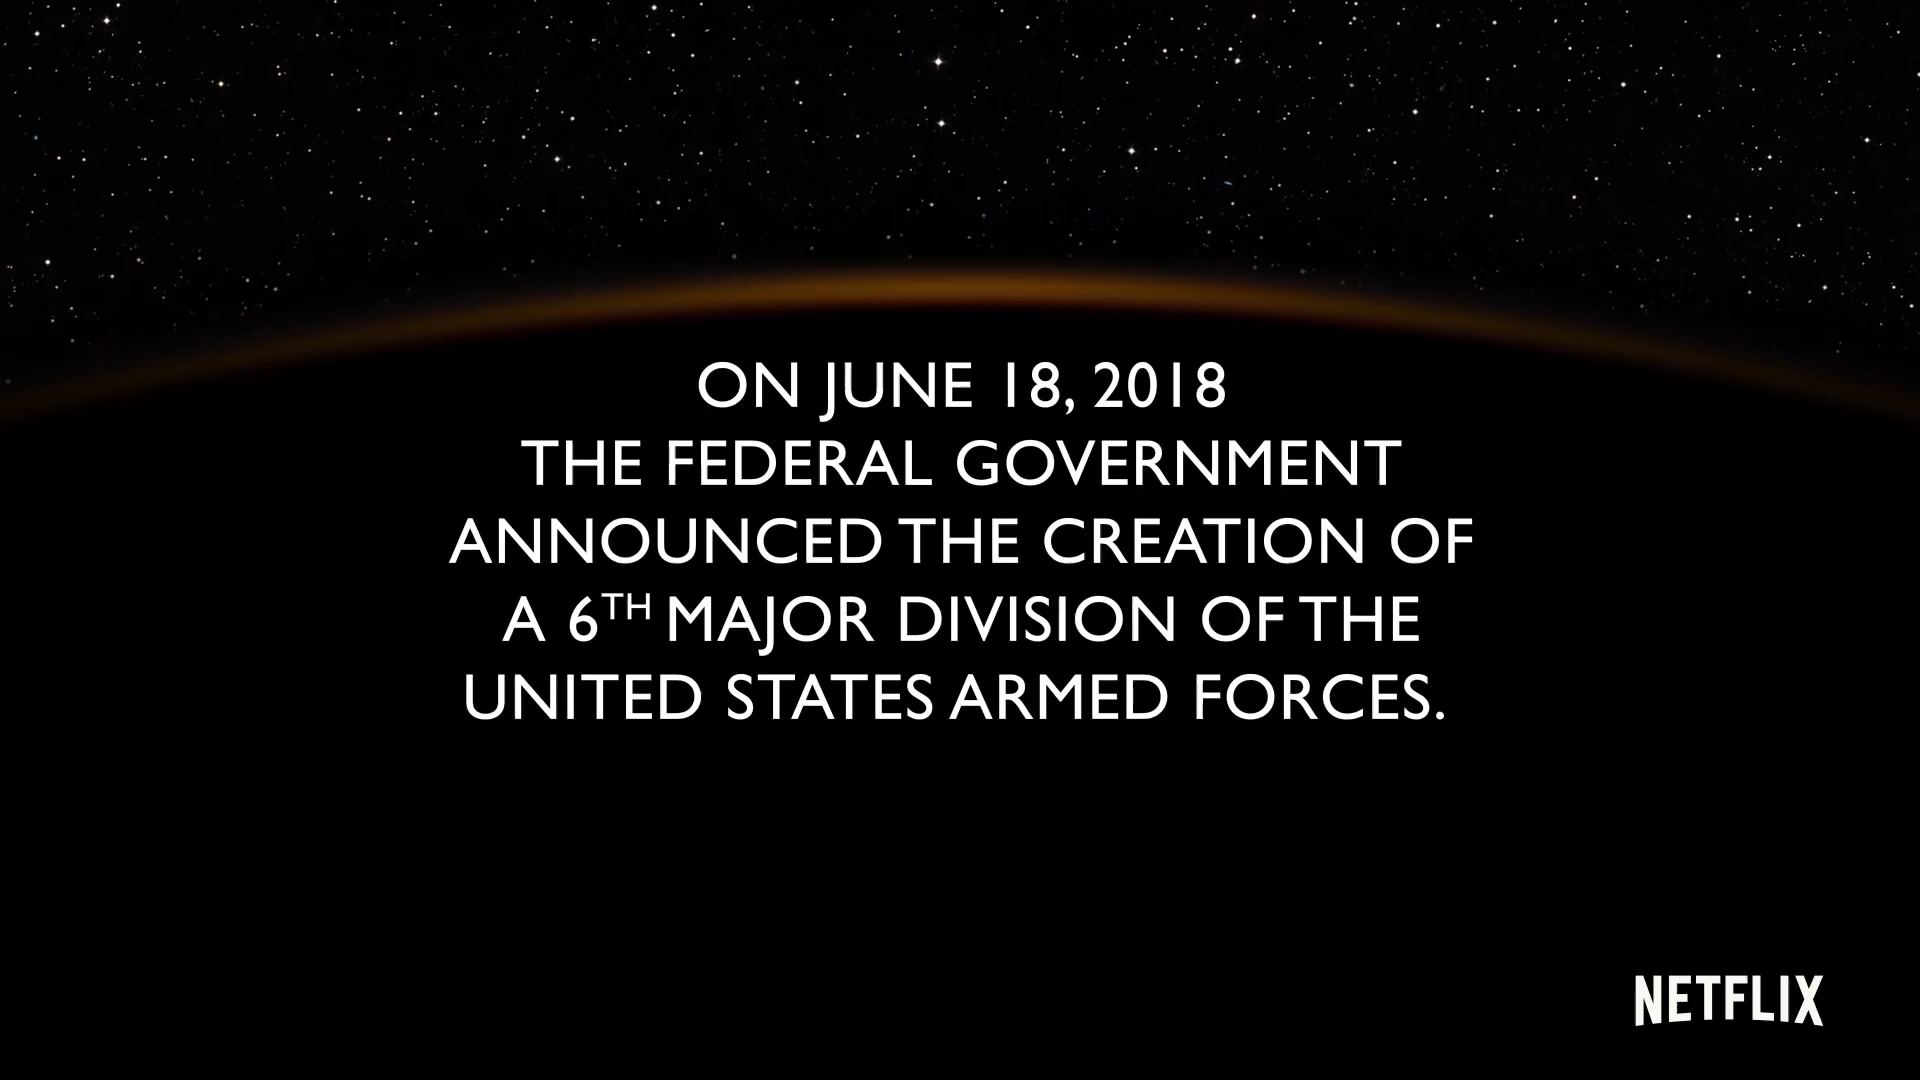 ON JUNE 18, 2018
THE FEDERAL GOVERNMENT
ANNOUNCED THE CREATION OF
A 6TH MAJOR DIVISION OF THE
UNITED STATES ARMED FORCES.
NETFLIX